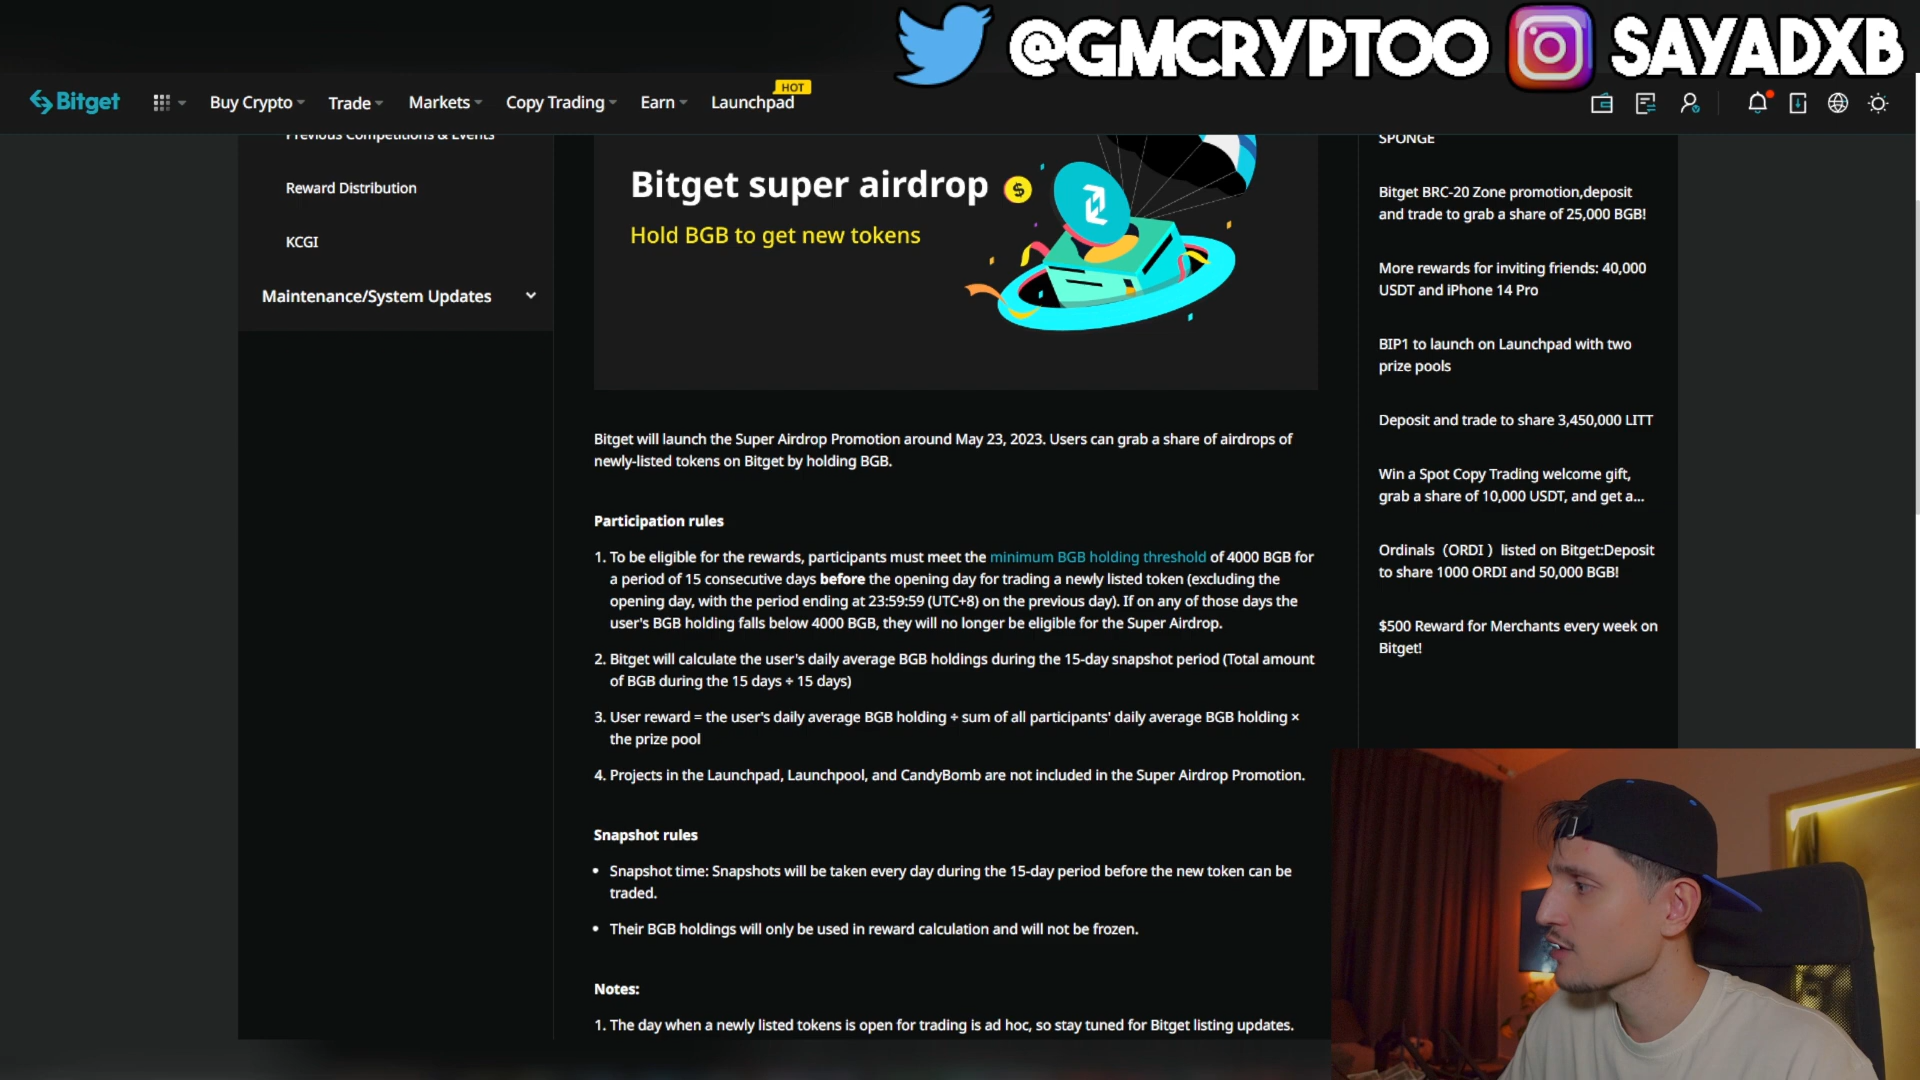 @GMCRYPTOO SAYADXB
Bitget Buy Crypto Trade Markets Copy Trading Earn Launchpad HOT
Previous Competitions & Events
Reward Distribution
KCGI
Maintenance/System Updates
Bitget super airdrop
Hold BGB to get new tokens
Bitget will launch the Super Airdrop Promotion around May 23, 2023. Users can grab a share of airdrops of
newly-listed tokens on Bitget by holding BGB.
Participation rules
1. To be eligible for the rewards, participants must meet the minimum BGB holding threshold of 4000 BGB for
a period of 15 consecutive days before the opening day for trading a newly listed token (excluding the
opening day, with the period ending at 23:59:59 (UTC+8) on the previous day). If on any of those days the
user's BGB holding falls below 4000 BGB, they will no longer be eligible for the Super Airdrop.
2. Bitget will calculate the user's daily average BGB holdings during the 15-day snapshot period (Total amount
of BGB during the 15 days ÷ 15 days)
3. User reward = the user's daily average BGB holding ÷ sum of all participants' daily average BGB holding ×
the prize pool
4. Projects in the Launchpad, Launchpool, and CandyBomb are not included in the Super Airdrop Promotion.
Snapshot rules
• Snapshot time: Snapshots will be taken every day during the 15-day period before the new token can be
traded.
• Their BGB holdings will only be used in reward calculation and will not be frozen.
Notes:
1. The day when a newly listed tokens is open for trading is ad hoc, so stay tuned for Bitget listing updates.
SPONGE
Bitget BRC-20 Zone promotion,deposit
and trade to grab a share of 25,000 BGB!
More rewards for inviting friends: 40,000
USDT and iPhone 14 Pro
BIP1 to launch on Launchpad with two
prize pools
Deposit and trade to share 3,450,000 LITT
Win a Spot Copy Trading welcome gift,
grab a share of 10,000 USDT, and get a...
Ordinals（ORDI ）listed on Bitget:Deposit
to share 1000 ORDI and 50,000 BGB!
$500 Reward for Merchants every week on
Bitget!